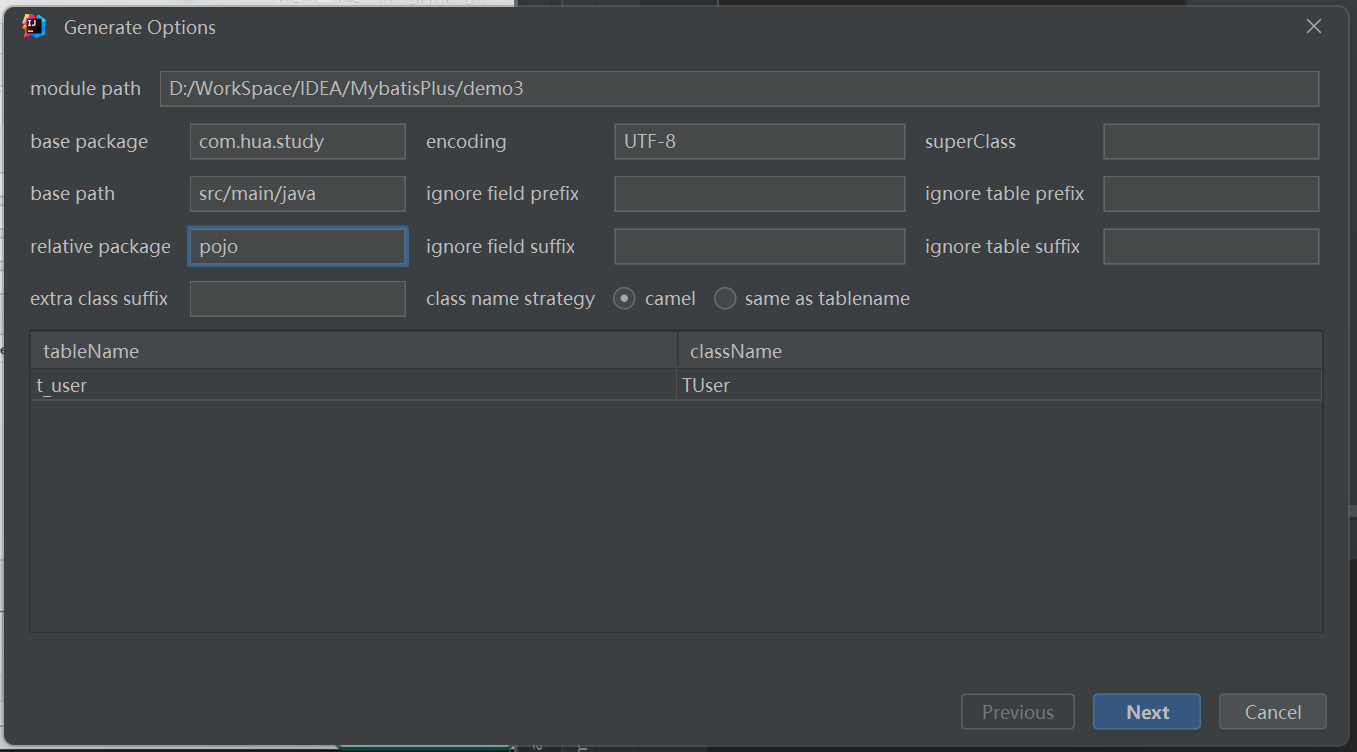 Generate Options
module path D:/WorkSpace/IDEA/MybatisPlus/demo3
base package com.hua.study encoding UTF-8 superClass
base path src/main/java ignore field prefix ignore table prefix
relative package pojo ignore field suffix ignore table suffix
extra class suffix class name strategy camel same as tablename
tableName className
t_user TUser
Previous Next Cancel